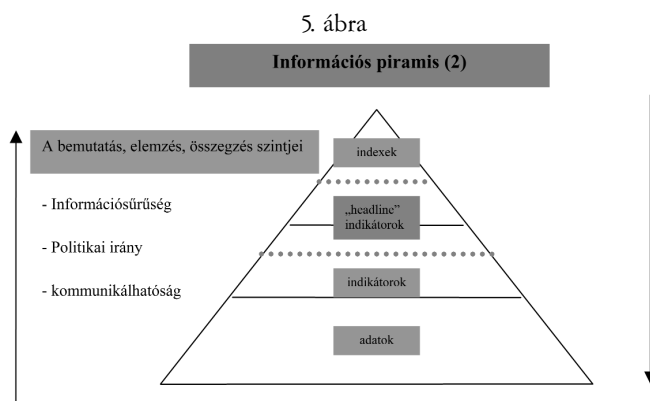 5. ábra
Információs piramis (2)
A bemutatás, elemzés, összegzés szintjei
- Információsűrűség
- Politikai irány
- kommunikálhatóság
indexek
„headline”
indikátorok
indikátorok
adatok